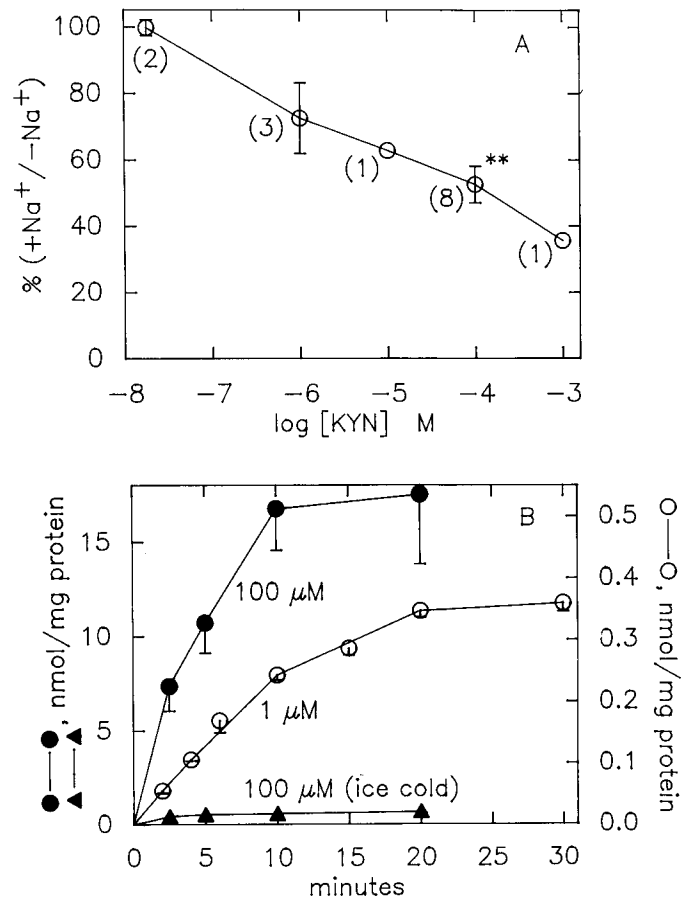 A
% (+Na⁺/−Na⁺)
100
80
60
40
20
0
(2)
(3)
(1)
**
(8)
(1)
−8 −7 −6 −5 −4 −3
log [KYN] M
B
●—●, ▲—▲, nmol/mg protein
15
10
5
0
100 μM
1 μM
100 μM (ice cold)
0.5
0.4
0.3
0.2
0.1
0.0
○—○, nmol/mg protein
0 5 10 15 20 25 30
minutes